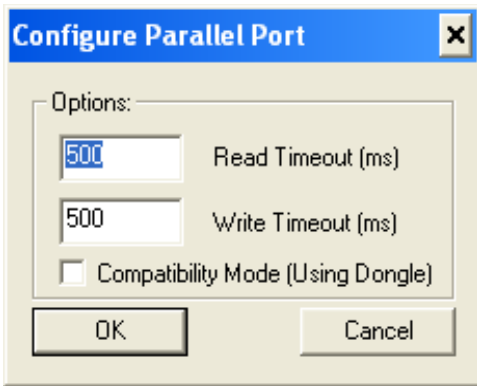 Configure Parallel Port
Options:
500 Read Timeout (ms)
500 Write Timeout (ms)
Compatibility Mode (Using Dongle)
OK Cancel